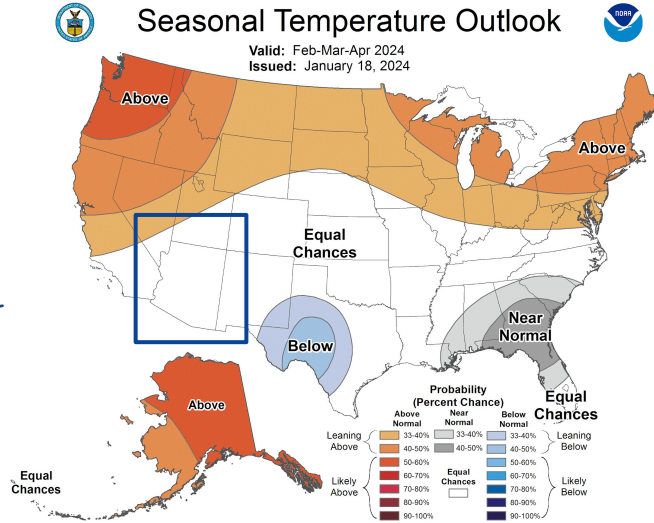 Seasonal Temperature Outlook
NOAA
Valid: Feb-Mar-Apr 2024
Issued: January 18, 2024
Above
Above
Equal
Chances
Near
Normal
Below
Equal
Chances
Above
Equal
Chances
Probability
(Percent Chance)
Above
Normal
Near
Normal
Below
Normal
Leaning
Above
33-40%
40-50%
Likely
Above
50-60%
60-70%
70-80%
80-90%
90-100%
33-40%
40-50%
Equal
Chances
33-40%
40-50%
Leaning
Below
50-60%
60-70%
70-80%
80-90%
90-100%
Likely
Below